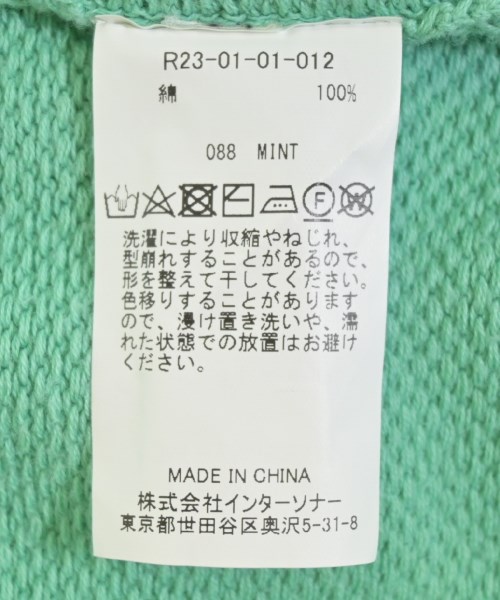 R23-01-01-012
綿 100%
088 MINT
F W
洗濯により収縮やねじれ、
型崩れすることがあるので、
形を整えて干してください。
色移りすることがあります
ので、浸け置き洗いや、濡
れた状態での放置はお避け
ください。
MADE IN CHINA
株式会社インターソナー
東京都世田谷区奥沢5-31-8